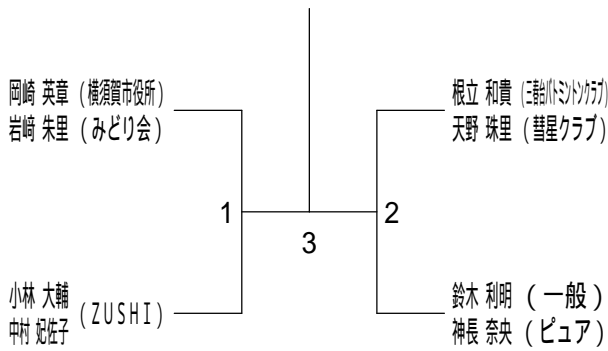 岡崎 英章 (横須賀市役所)
岩﨑 朱里 (みどり会)
根立 和貴 (三春台バトミントンクラブ)
天野 珠里 (彗星クラブ)
1
2
3
小林 大輔
中村 妃佐子 (ZUSHI)
鈴木 利明 (一般)
神長 奈央 (ピュア)